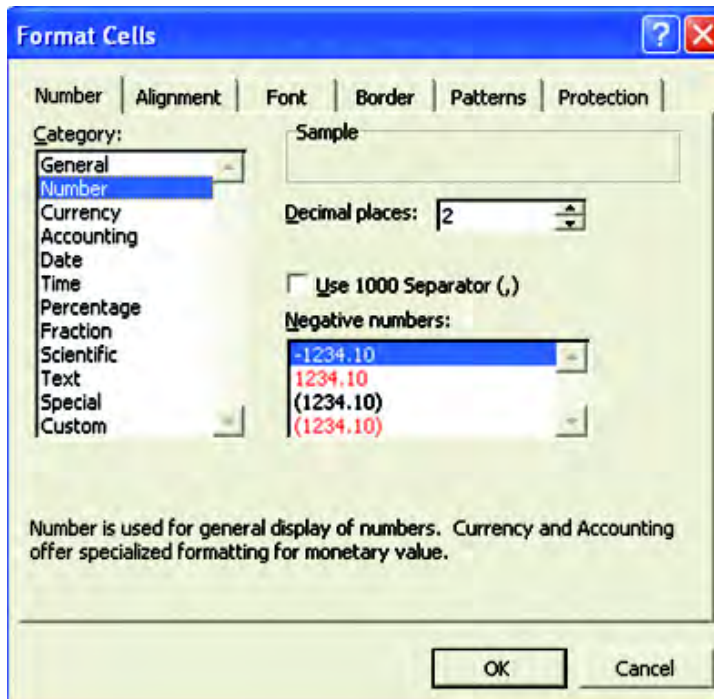 Format Cells
Number Alignment Font Border Patterns Protection
Category:
General
Number
Currency
Accounting
Date
Time
Percentage
Fraction
Scientific
Text
Special
Custom
Sample
Decimal places: 2
Use 1000 Separator (,)
Negative numbers:
-1234.10
1234.10
(1234.10)
(1234.10)
Number is used for general display of numbers. Currency and Accounting
offer specialized formatting for monetary value.
OK Cancel